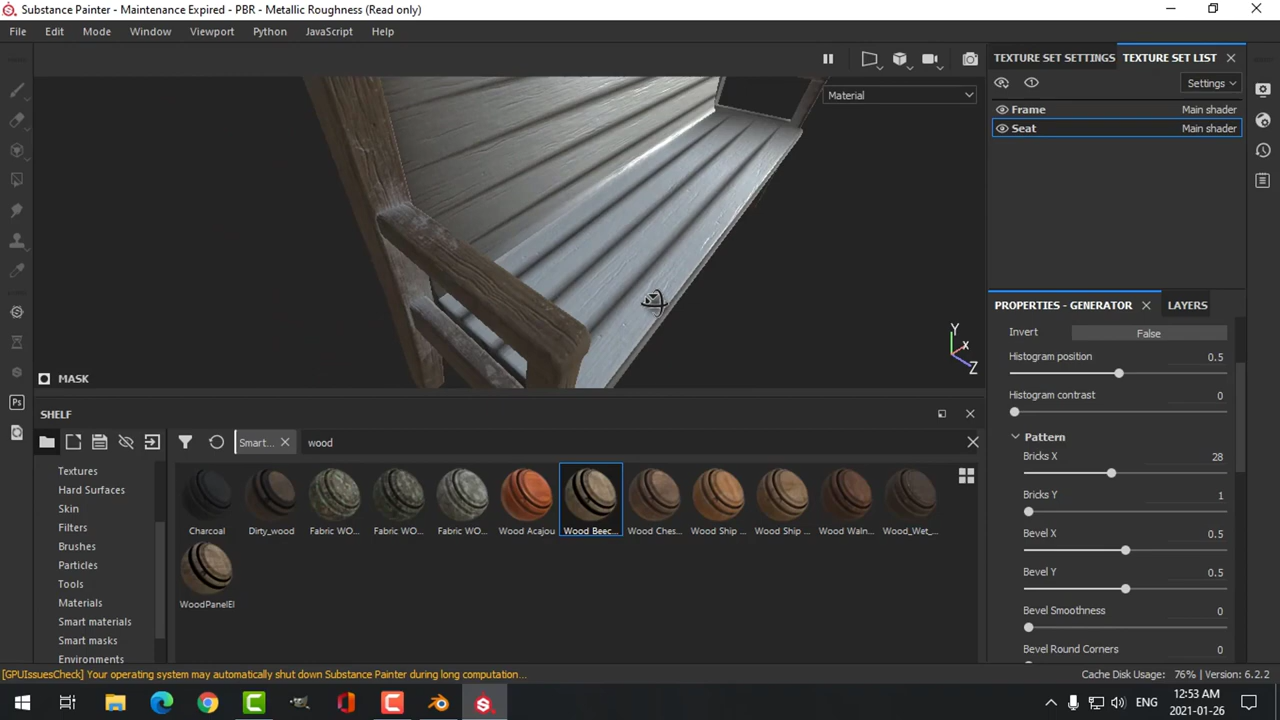 Substance Painter - Maintenance Expired - PBR - Metallic Roughness (Read only)
File Edit Mode Window Viewport Python JavaScript Help
TEXTURE SET SETTINGS TEXTURE SET LIST
Settings
Material
Frame Main shader
Seat Main shader
Y
X
Z
PROPERTIES - GENERATOR LAYERS
Invert False
Histogram position 0.5
Histogram contrast 0
Pattern
Bricks X 28
Bricks Y 1
Bevel X 0.5
Bevel Y 0.5
Bevel Smoothness 0
Bevel Round Corners 0
MASK
SHELF
Ps
Smart... wood
Textures
Hard Surfaces
Skin
Filters
Brushes
Particles
Tools
Materials
Smart materials
Smart masks
Environments
Charcoal Dirty_wood Fabric WO... Fabric WO... Fabric WO... Wood Acajou Wood Beec... Wood Ches... Wood Ship ... Wood Ship ... Wood Waln... Wood_Wet_...
WoodPanelEl
[GPUIssuesCheck] Your operating system may automatically shut down Substance Painter during long computation...
Cache Disk Usage: 76% | Version: 6.2.2
ENG
12:53 AM
2021-01-26